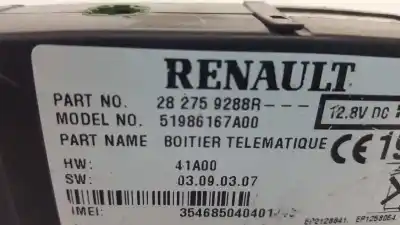 RENAULT
PART NO. 28 275 9288R---
MODEL NO. 51986167A00
12.8V DC
PART NAME BOITIER TELEMATIQUE
HW: 41A00
SW: 03.09.03.07
IMEI: 354685040401
EP2128841.